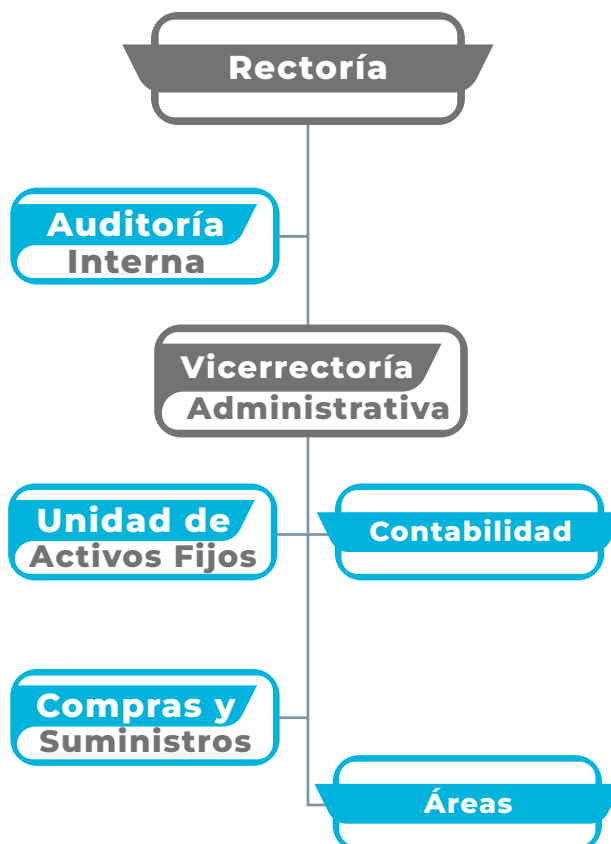 Rectoría
Auditoría
Interna
Vicerrectoría
Administrativa
Unidad de
Activos Fijos
Contabilidad
Compras y
Suministros
Áreas